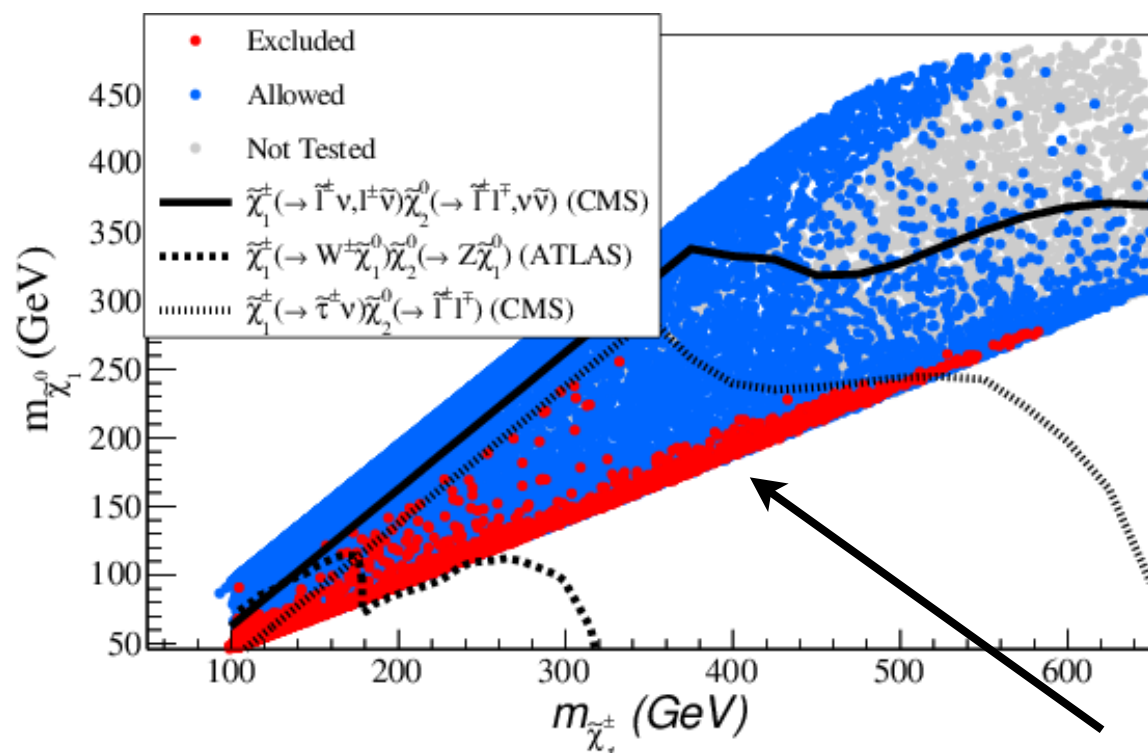 Excluded
Allowed
Not Tested
χ̃₁^±(→ l̃^±ν,l^±ν̃)χ̃₂⁰(→ l̃^±l^∓,νν̃) (CMS)
χ̃₁^±(→ W^±χ̃₁⁰)χ̃₂⁰(→ Zχ̃₁⁰) (ATLAS)
χ̃₁^±(→ τ̃^±ν)χ̃₂⁰(→ l̃^±l^∓) (CMS)
m_χ̃₁⁰ (GeV)
450
400
350
300
250
200
150
100
50
100 200 300 400 500 600
m_χ̃₁^± (GeV)